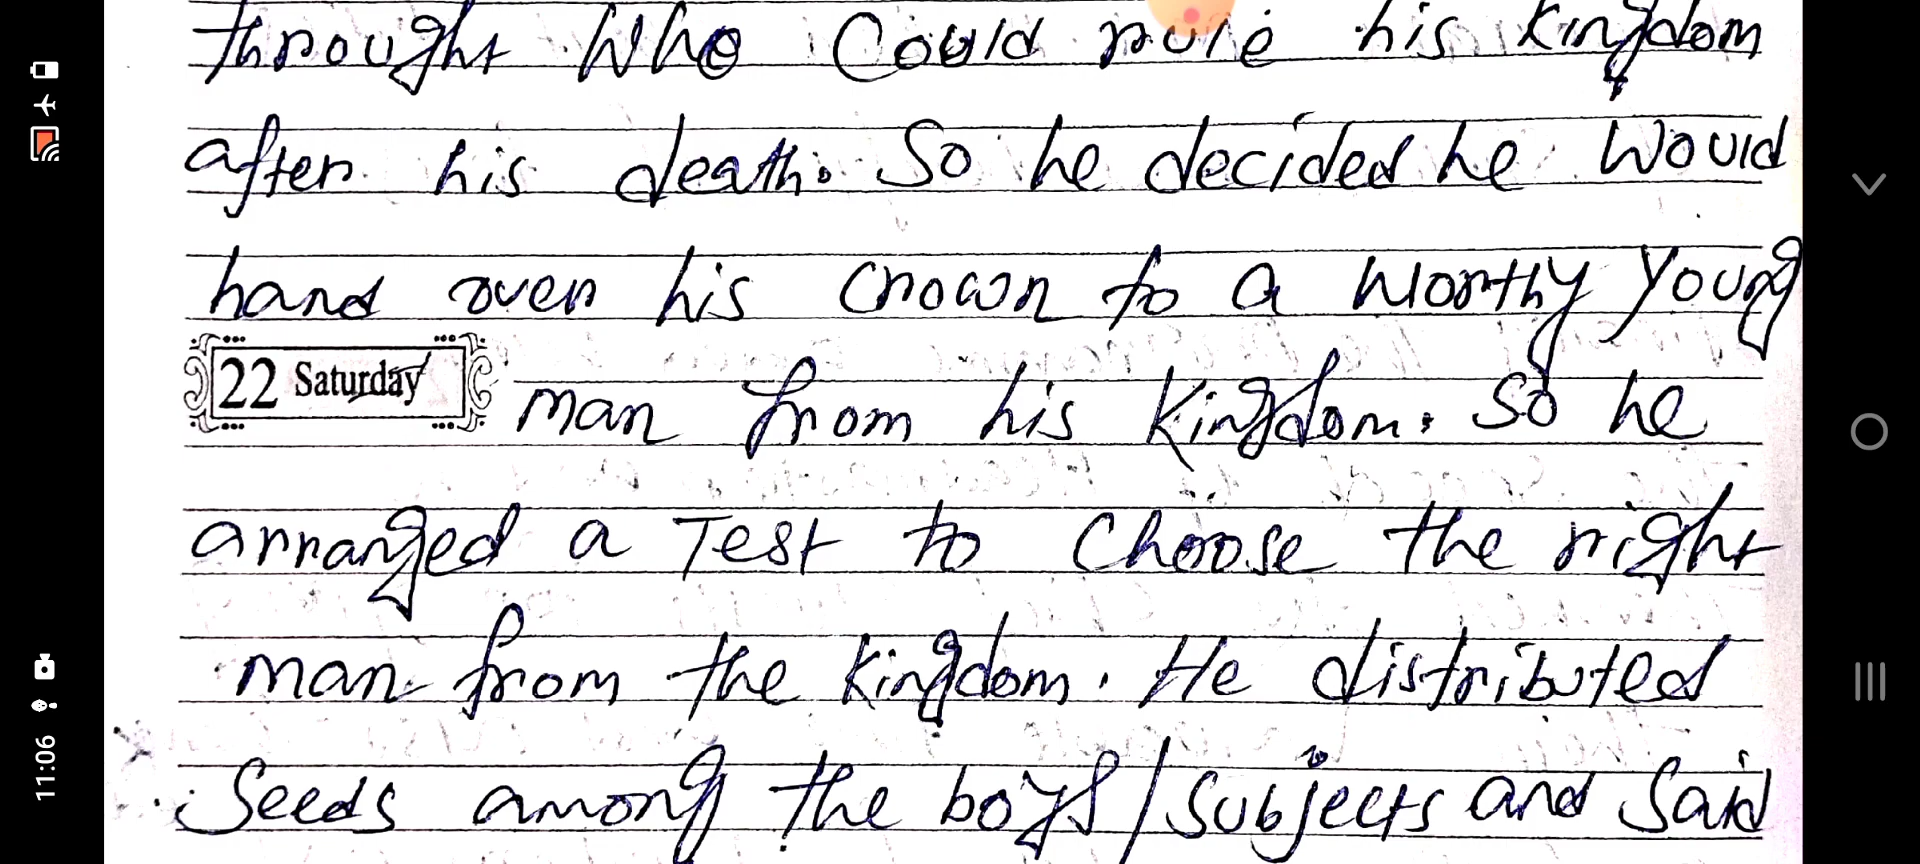 throught Who Could rule his kingdom
after his death. So he decided he Would
hand over his crown to a Worthy Young
22 Saturday man from his Kingdom. So he
arranged a Test to Choose the right
man from the kingdom. He distributed
Seeds among the boys/Subjects and Said
11:06